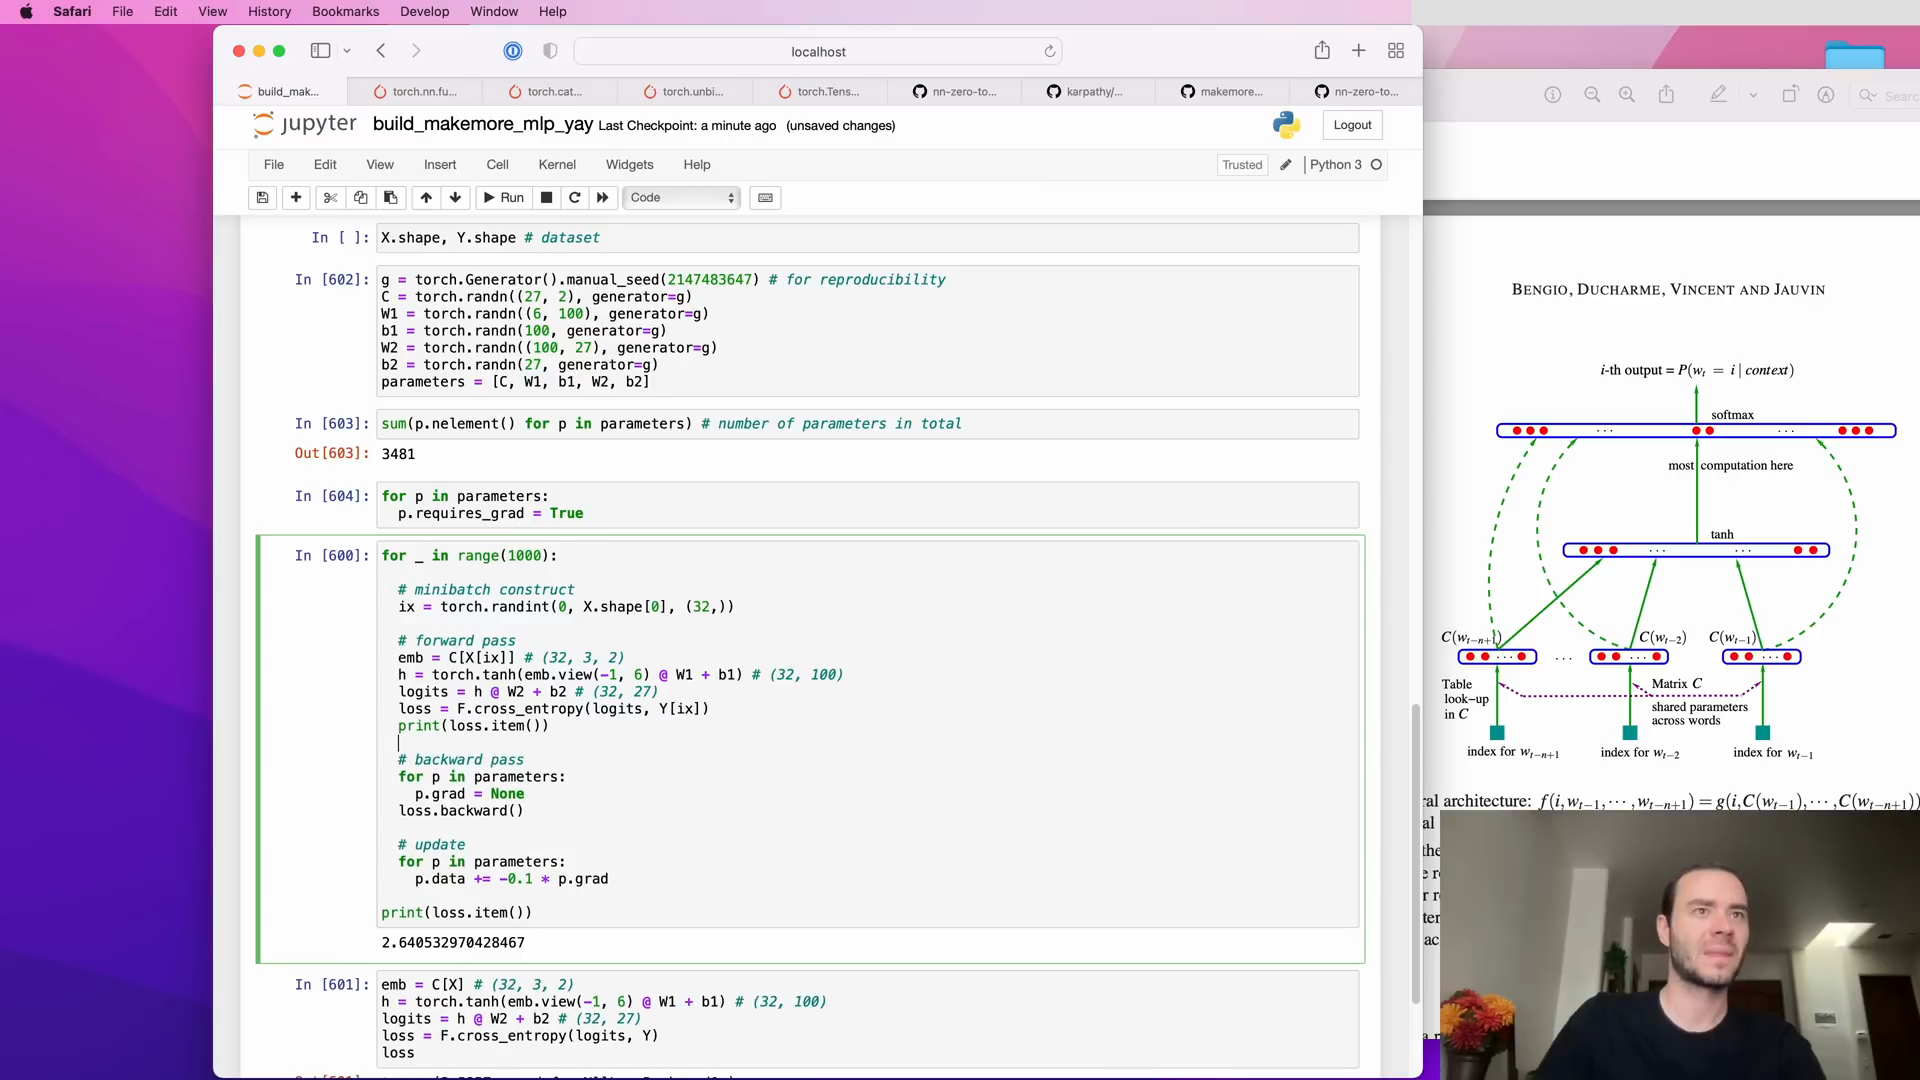 Safari File Edit View History Bookmarks Develop Window Help
localhost
build_mak... torch.nn.fu... torch.cat... torch.unbi... torch.Tens... nn-zero-to... karpathy/... makemore... nn-zero-to...
jupyter build_makemore_mlp_yay Last Checkpoint: a minute ago (unsaved changes) Logout
File Edit View Insert Cell Kernel Widgets Help Trusted Python 3
Run Code
In [ ]: X.shape, Y.shape # dataset
In [602]: g = torch.Generator().manual_seed(2147483647) # for reproducibility
C = torch.randn((27, 2), generator=g)
W1 = torch.randn((6, 100), generator=g)
b1 = torch.randn(100, generator=g)
W2 = torch.randn((100, 27), generator=g)
b2 = torch.randn(27, generator=g)
parameters = [C, W1, b1, W2, b2]
In [603]: sum(p.nelement() for p in parameters) # number of parameters in total
Out[603]: 3481
In [604]: for p in parameters:
p.requires_grad = True
In [600]: for _ in range(1000):
# minibatch construct
ix = torch.randint(0, X.shape[0], (32,))
# forward pass
emb = C[X[ix]] # (32, 3, 2)
h = torch.tanh(emb.view(-1, 6) @ W1 + b1) # (32, 100)
logits = h @ W2 + b2 # (32, 27)
loss = F.cross_entropy(logits, Y[ix])
print(loss.item())
# backward pass
for p in parameters:
p.grad = None
loss.backward()
# update
for p in parameters:
p.data += -0.1 * p.grad
print(loss.item())
2.640532970428467
In [601]: emb = C[X] # (32, 3, 2)
h = torch.tanh(emb.view(-1, 6) @ W1 + b1) # (32, 100)
logits = h @ W2 + b2 # (32, 27)
loss = F.cross_entropy(logits, Y)
loss
Search
BENGIO, DUCHARME, VINCENT AND JAUVIN
i-th output = P(w_t = i | context)
softmax
... ... ...
most computation here
tanh
... ...
C(w_{t−n+1}) C(w_{t−2}) C(w_{t−1})
... ... ... ...
Table look−up in C
Matrix C
shared parameters across words
index for w_{t−n+1} index for w_{t−2} index for w_{t−1}
ral architecture: f(i, w_{t−1}, ⋯, w_{t−n+1}) = g(i, C(w_{t−1}), ⋯, C(w_{t−n+1}))